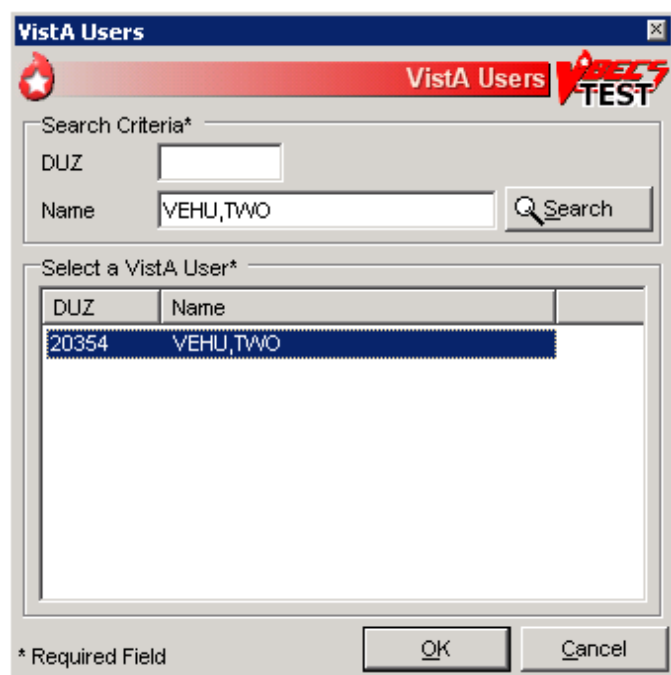 VistA Users
VistA Users
VBECS
TEST
Search Criteria*
DUZ
Name VEHU,TWO Search
Select a VistA User*
DUZ Name
20354 VEHU,TWO
* Required Field OK Cancel